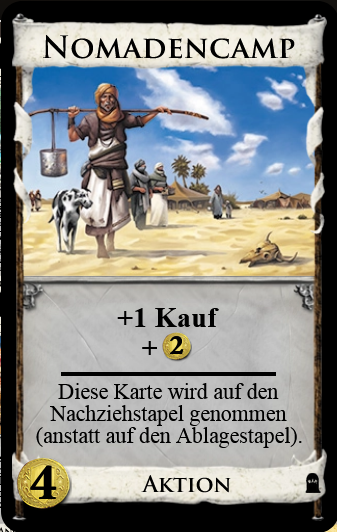 Nomadencamp
+1 Kauf
+ 2
Diese Karte wird auf den
Nachziehstapel genommen
(anstatt auf den Ablagestapel).
4 Aktion